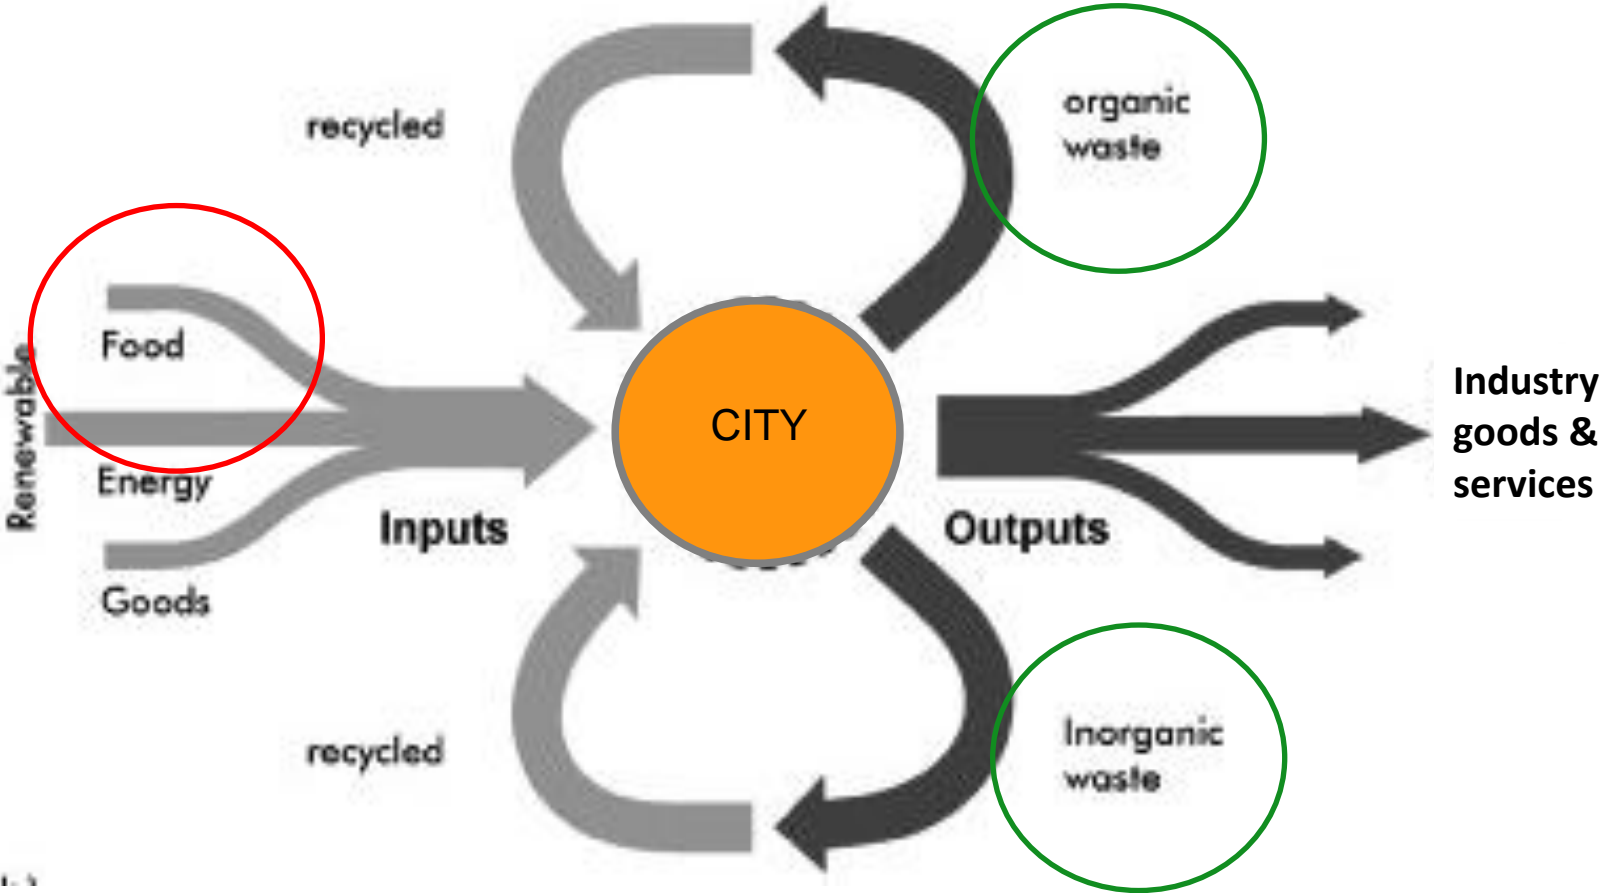 recycled
organic
waste
Renewable
Food
Energy
Goods
Inputs
CITY
Outputs
Industry
goods &
services
recycled
Inorganic
waste